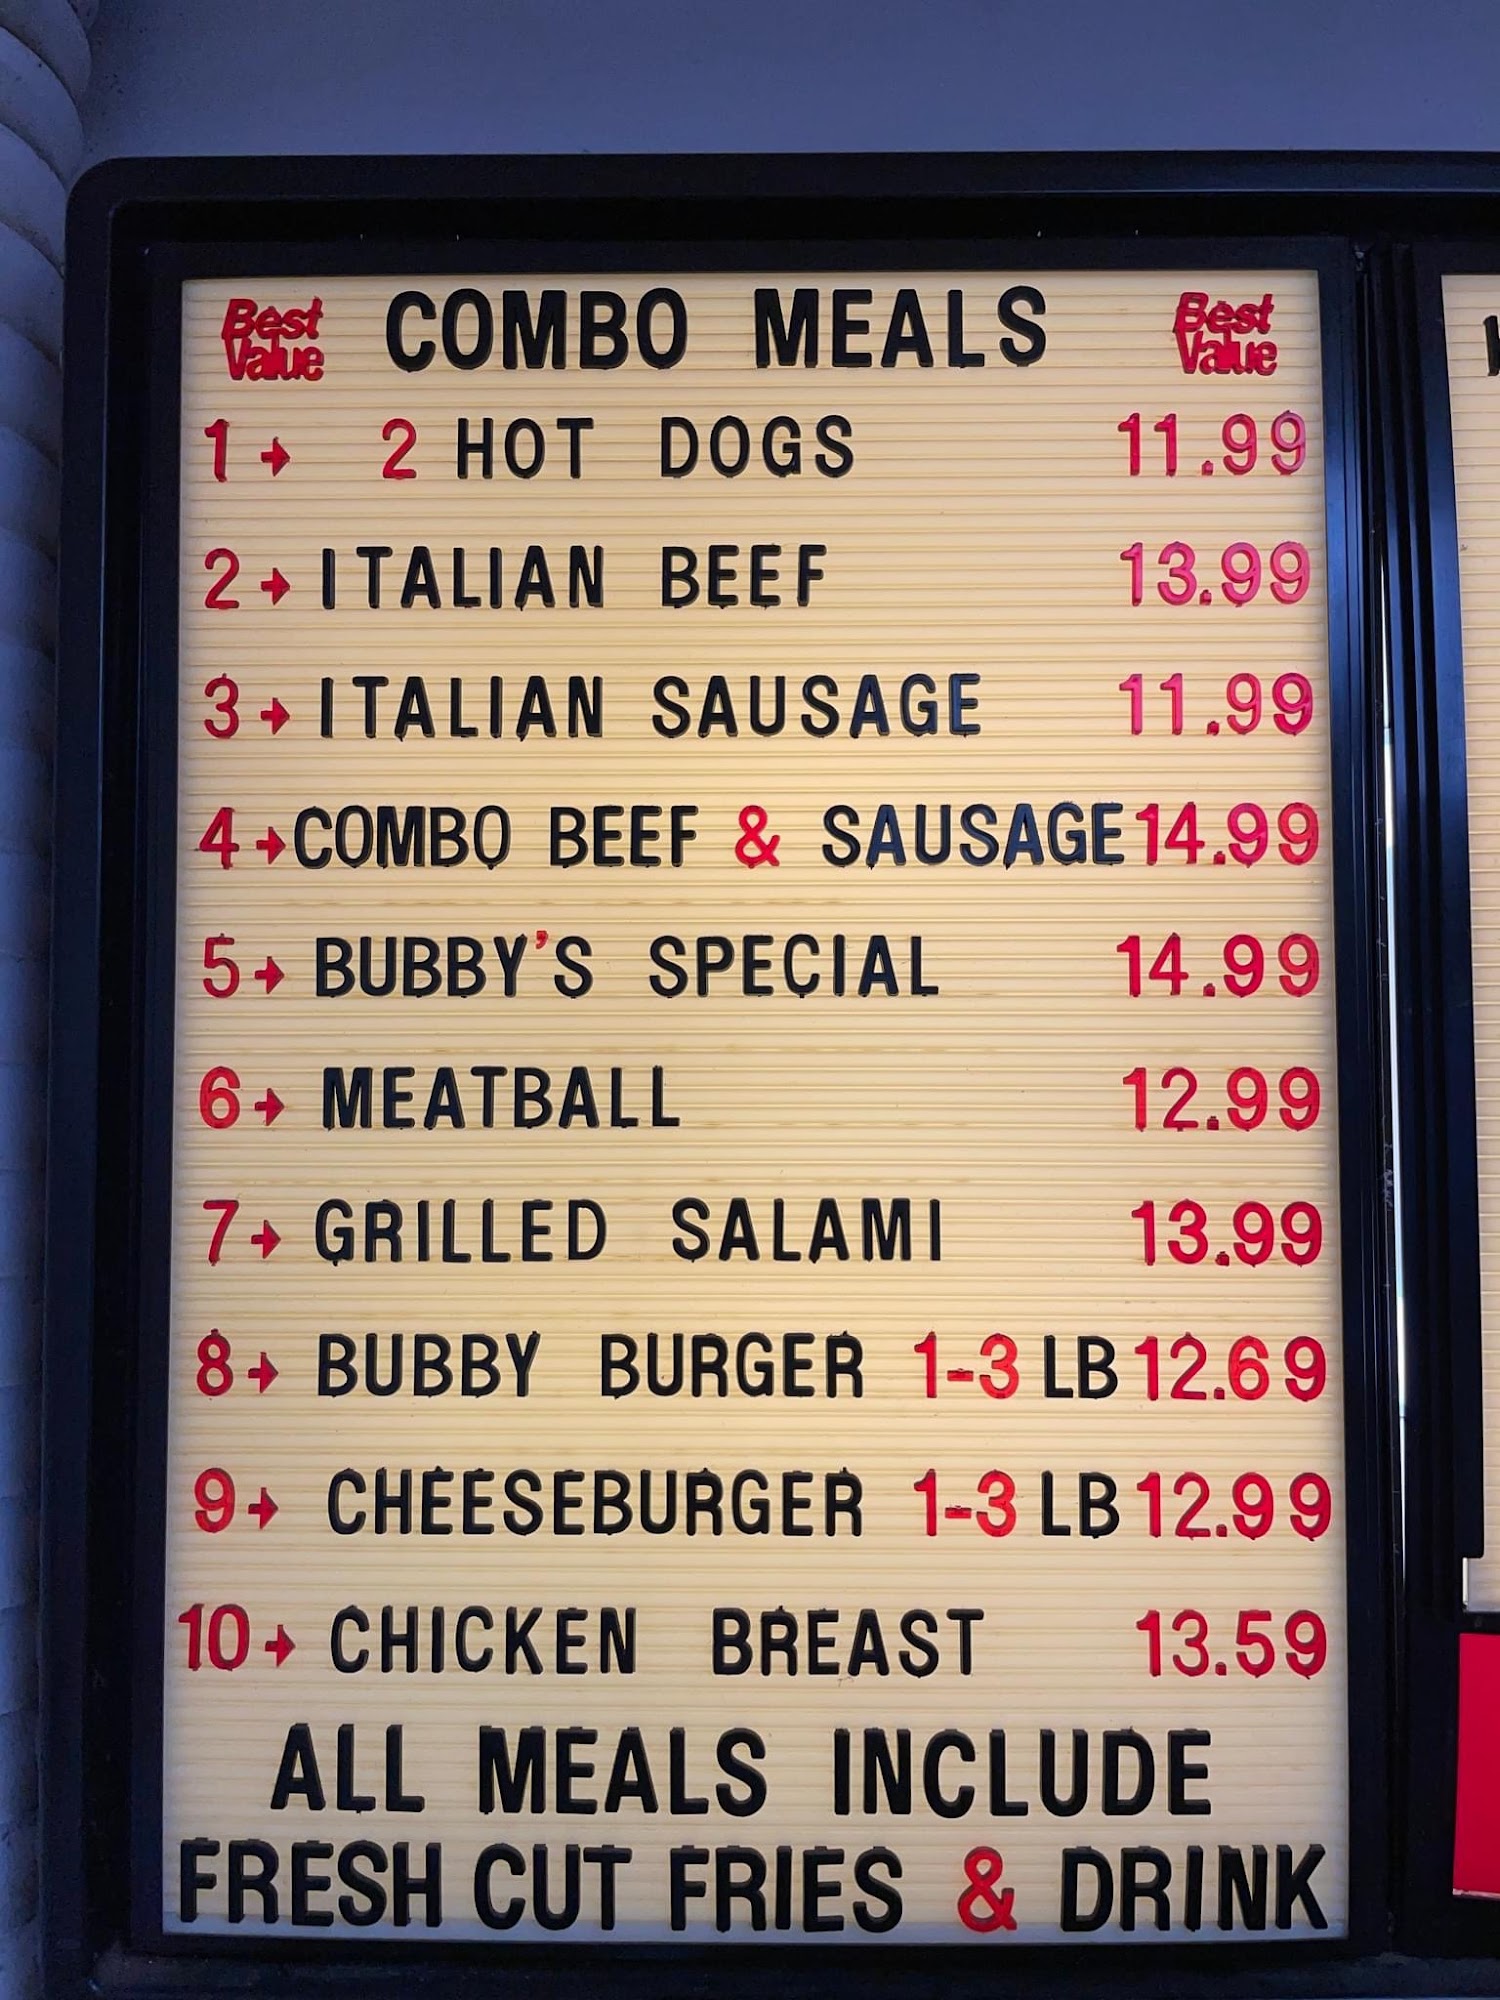 Best Value COMBO MEALS Best Value
1→ 2 HOT DOGS 11.99
2→ ITALIAN BEEF 13.99
3→ ITALIAN SAUSAGE 11.99
4→ COMBO BEEF & SAUSAGE 14.99
5→ BUBBY'S SPECIAL 14.99
6→ MEATBALL 12.99
7→ GRILLED SALAMI 13.99
8→ BUBBY BURGER 1-3 LB 12.69
9→ CHEESEBURGER 1-3 LB 12.99
10→ CHICKEN BREAST 13.59
ALL MEALS INCLUDE
FRESH CUT FRIES & DRINK